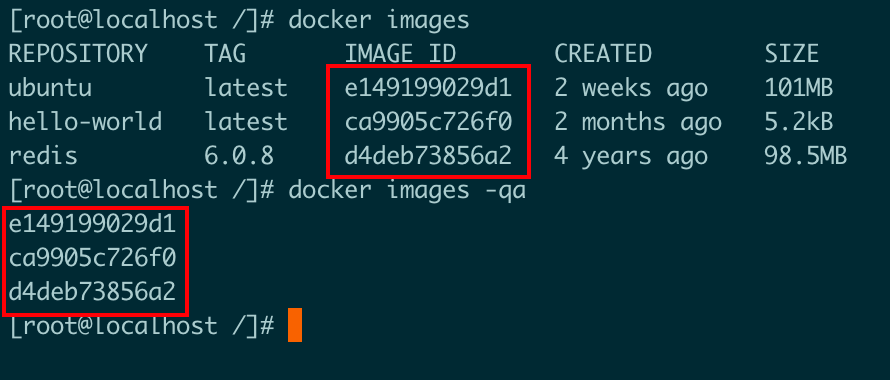 [root@localhost /]# docker images
REPOSITORY    TAG       IMAGE ID       CREATED        SIZE
ubuntu        latest    e149199029d1   2 weeks ago    101MB
hello-world   latest    ca9905c726f0   2 months ago   5.2kB
redis         6.0.8     d4deb73856a2   4 years ago    98.5MB
[root@localhost /]# docker images -qa
e149199029d1
ca9905c726f0
d4deb73856a2
[root@localhost /]#